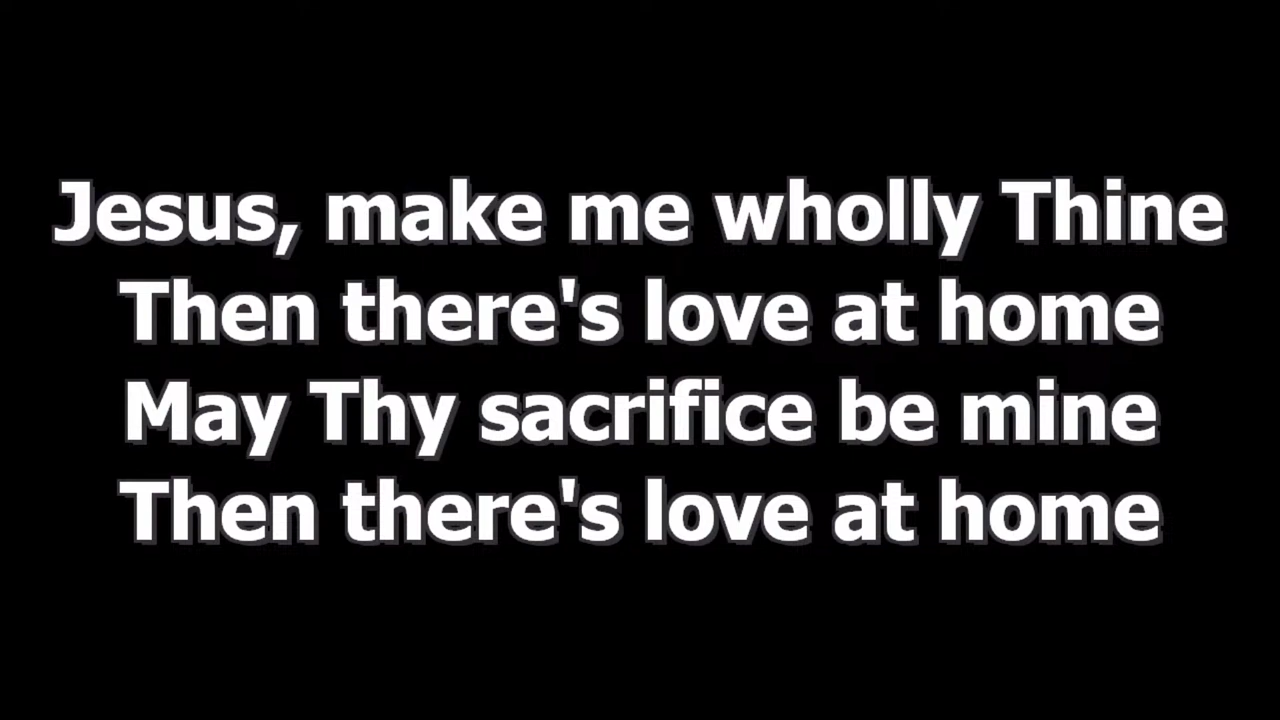 Jesus, make me wholly Thine
Then there's love at home
May Thy sacrifice be mine
Then there's love at home